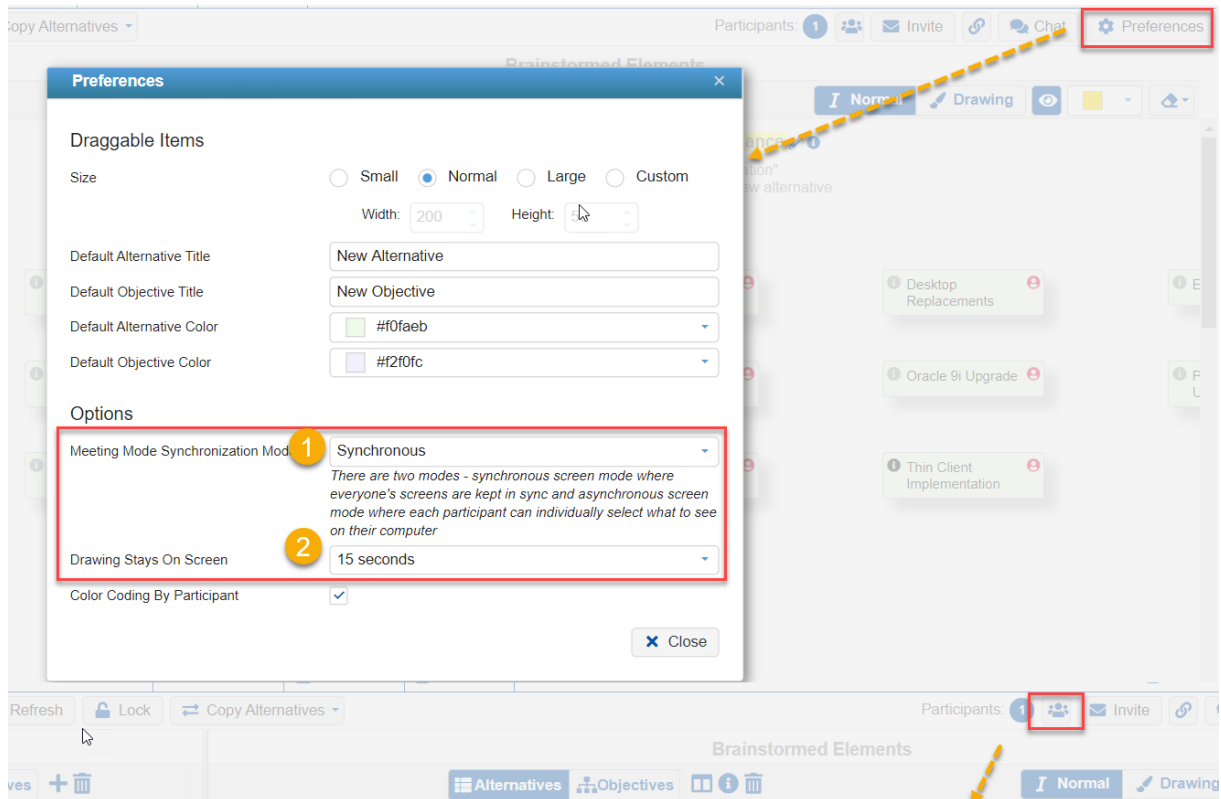 Copy Alternatives
Participants: 1 Invite Chat Preferences
Brainstormed Elements
Preferences ×
Normal Drawing
Draggable Items
Size Small Normal Large Custom
Width: 200 Height: 5
new alternative
Default Alternative Title New Alternative
Default Objective Title New Objective
Desktop
Replacements
Default Alternative Color #f0faeb
Default Objective Color #f2f0fc
Oracle 9i Upgrade
Options
Meeting Mode Synchronization Mod 1 Synchronous
There are two modes - synchronous screen mode where
everyone's screens are kept in sync and asynchronous screen
mode where each participant can individually select what to see
on their computer
Thin Client
Implementation
2
Drawing Stays On Screen 15 seconds
Color Coding By Participant
Close
Refresh Lock Copy Alternatives Participants: 1 Invite
Brainstormed Elements
Alternatives Objectives Normal Drawing